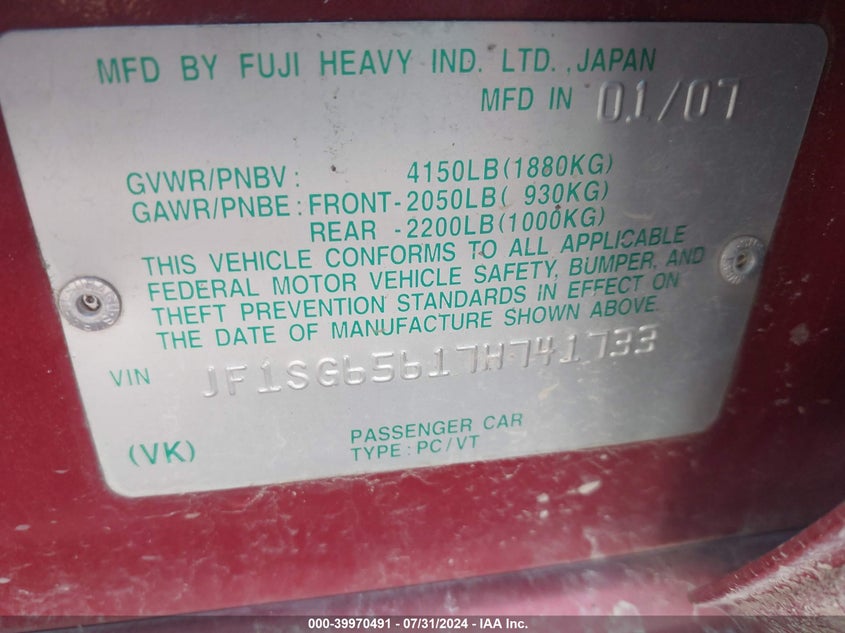 MFD BY FUJI HEAVY IND. LTD., JAPAN
MFD IN 01/07
GVWR/PNBV: 4150LB(1880KG)
GAWR/PNBE: FRONT-2050LB( 930KG)
REAR -2200LB(1000KG)
THIS VEHICLE CONFORMS TO ALL APPLICABLE
FEDERAL MOTOR VEHICLE SAFETY, BUMPER, AND
THEFT PREVENTION STANDARDS IN EFFECT ON
THE DATE OF MANUFACTURE SHOWN ABOVE.
VIN JF1SG65617H741733
(VK)
PASSENGER CAR
TYPE:PC/VT
000-39970491 - 07/31/2024 - IAA Inc.